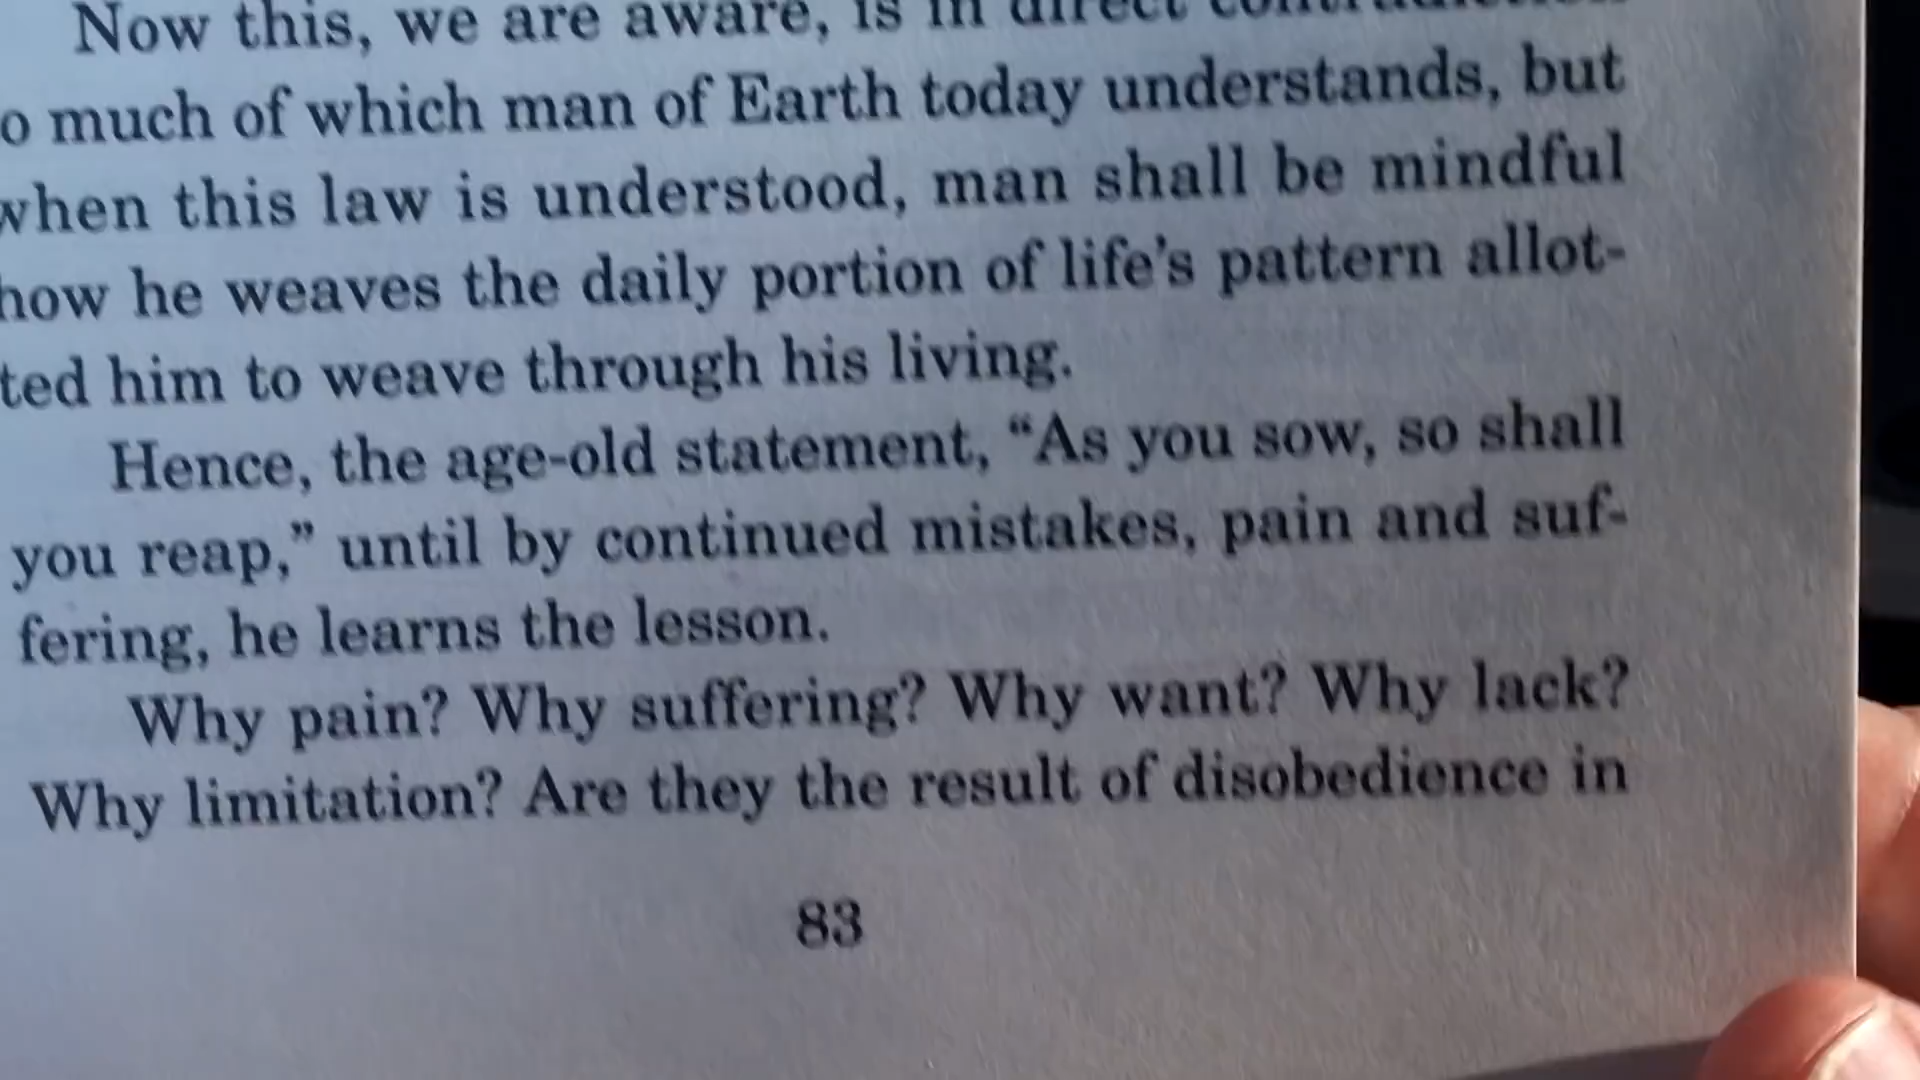 Now this, we are aware, is in direct contradiction
o much of which man of Earth today understands, but
when this law is understood, man shall be mindful
how he weaves the daily portion of life's pattern allot-
ted him to weave through his living.
Hence, the age-old statement, “As you sow, so shall
you reap,” until by continued mistakes, pain and suf-
fering, he learns the lesson.
Why pain? Why suffering? Why want? Why lack?
Why limitation? Are they the result of disobedience in
83